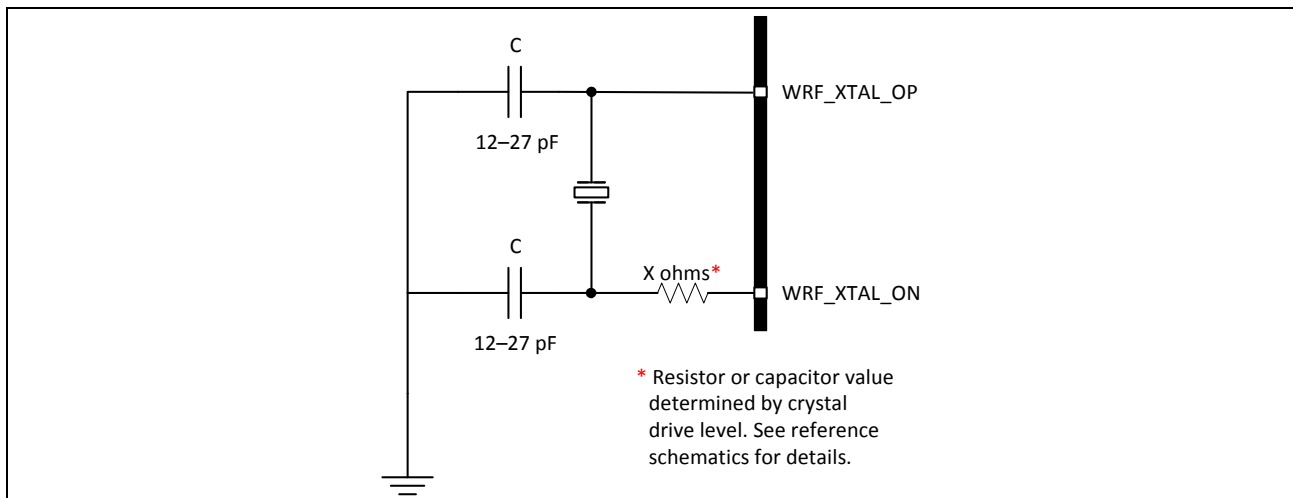 C
WRF_XTAL_OP
12–27 pF
C
X ohms*
WRF_XTAL_ON
12–27 pF
* Resistor or capacitor value
determined by crystal
drive level. See reference
schematics for details.